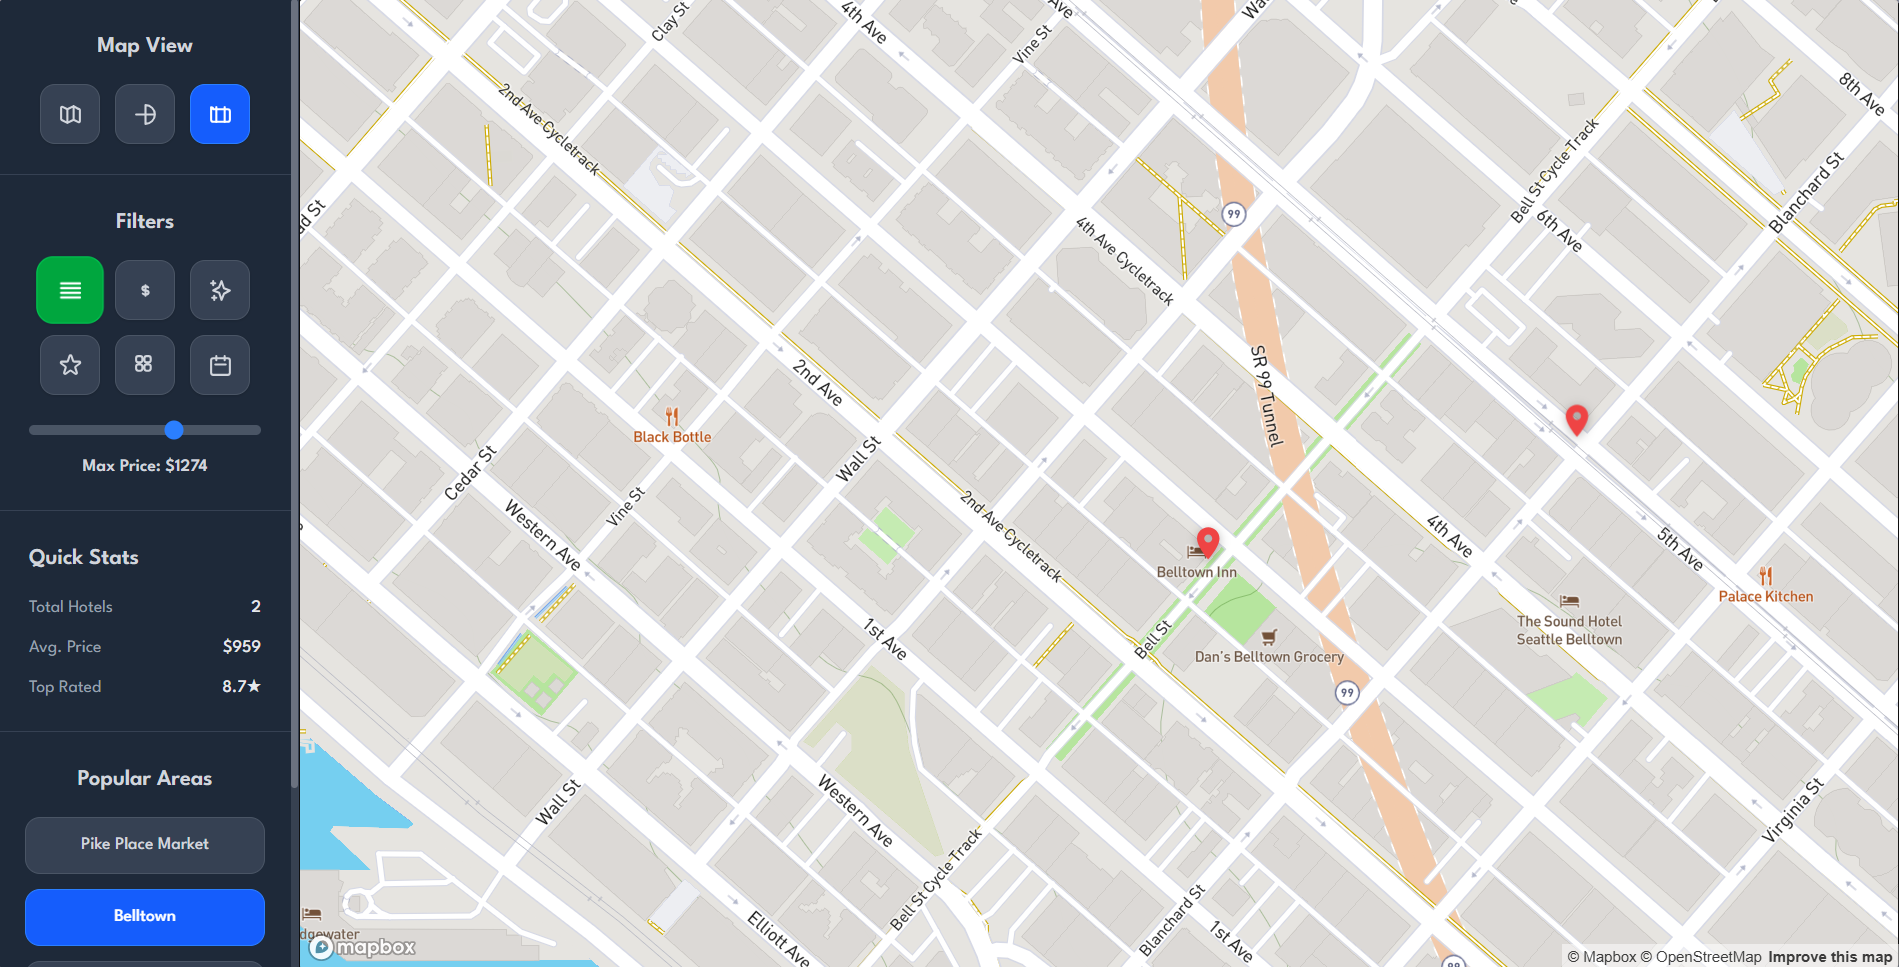 Map View
Filters
$
Max Price: $1274
Quick Stats
Total Hotels 2
Avg. Price $959
Top Rated 8.7★
Popular Areas
Pike Place Market
Belltown
Clay St
4th Ave
Vine St
Ave
8th Ave
2nd Ave Cycletrack
Bell St Cycle Track
Blanchard St
6th Ave
99
4th Ave Cycletrack
SR 99 Tunnel
2nd Ave
Black Bottle
Wall St
Cedar St
Vine St
Western Ave
2nd Ave Cycletrack
4th Ave
5th Ave
Belltown Inn
Palace Kitchen
The Sound Hotel
Seattle Belltown
Bell St
1st Ave
Dan's Belltown Grocery
99
Wall St
Western Ave
Virginia St
Bell St Cycle Track
Blanchard St
1st Ave
Elliott Ave
dgewater
mapbox
99
© Mapbox © OpenStreetMap Improve this map